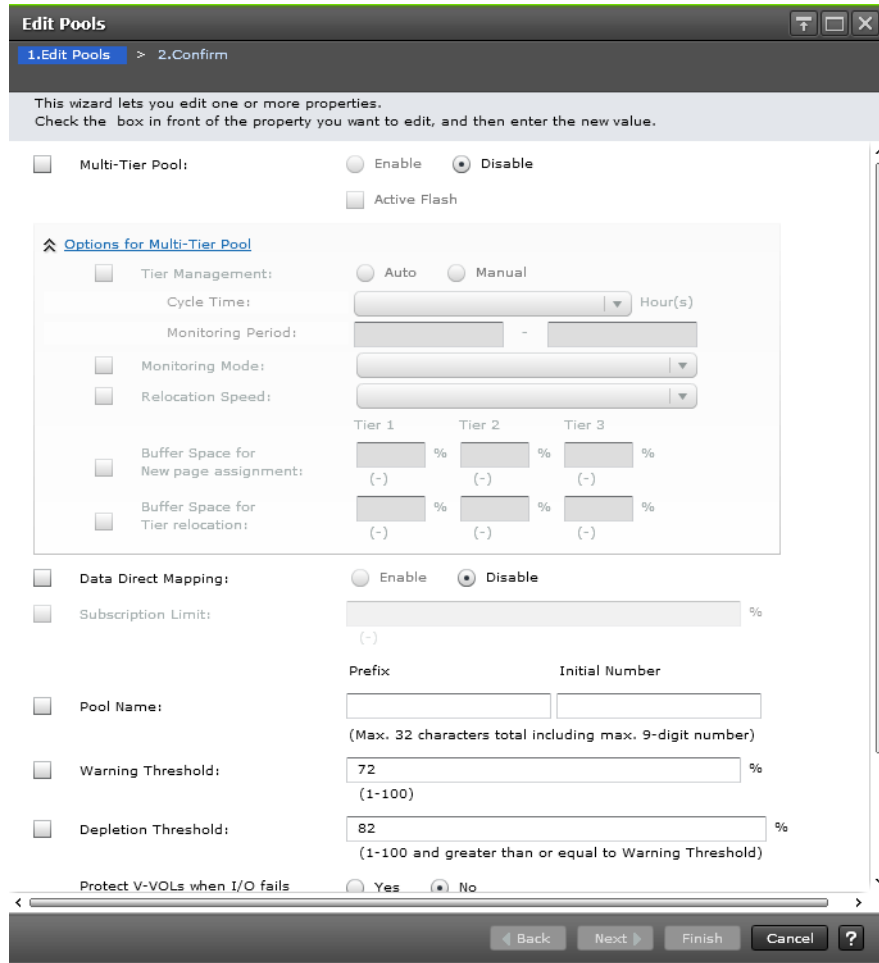 Edit Pools
1.Edit Pools > 2.Confirm
This wizard lets you edit one or more properties.
Check the box in front of the property you want to edit, and then enter the new value.
Multi-Tier Pool: Enable Disable
Active Flash
Options for Multi-Tier Pool
Tier Management: Auto Manual
Cycle Time: Hour(s)
Monitoring Period: -
Monitoring Mode:
Relocation Speed:
Tier 1 Tier 2 Tier 3
Buffer Space for
New page assignment: % % %
(-) (-) (-)
Buffer Space for
Tier relocation: % % %
(-) (-) (-)
Data Direct Mapping: Enable Disable
Subscription Limit: %
(-)
Prefix Initial Number
Pool Name:
(Max. 32 characters total including max. 9-digit number)
Warning Threshold: 72 %
(1-100)
Depletion Threshold: 82 %
(1-100 and greater than or equal to Warning Threshold)
Protect V-VOLs when I/O fails Yes No
Back Next Finish Cancel ?